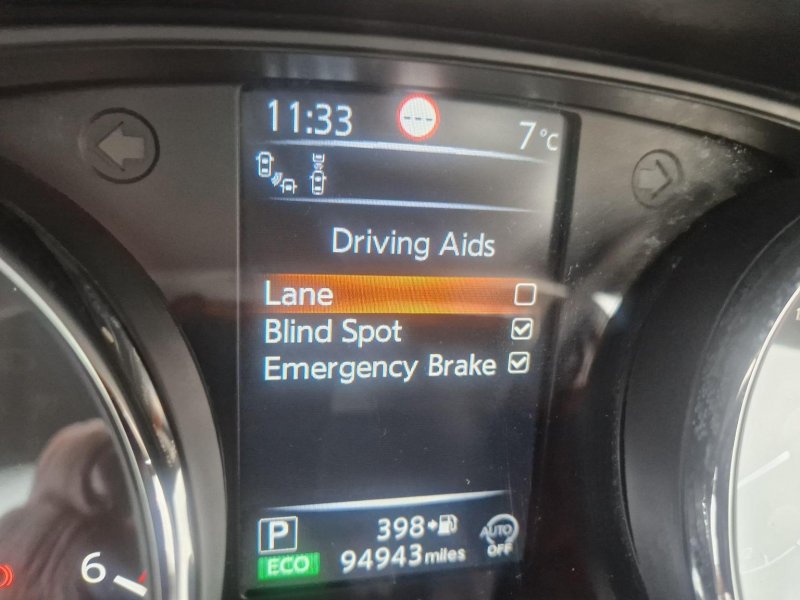 11:33 --- 7°C
Driving Aids
Lane
Blind Spot
Emergency Brake
P 398 AUTO
OFF
ECO 94943 miles
6